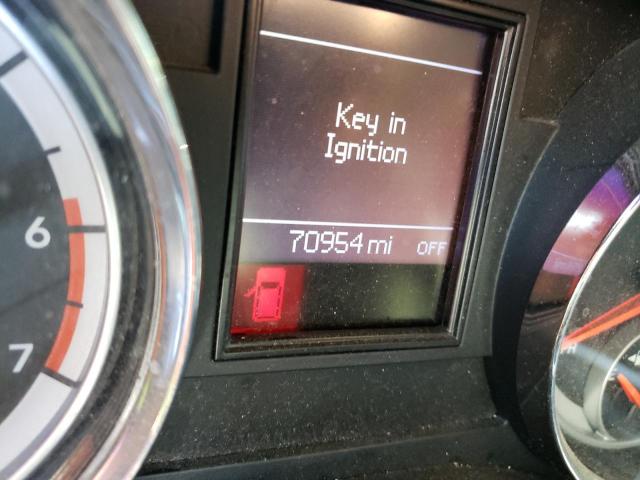 Key in
Ignition
70954 mi OFF
6
7